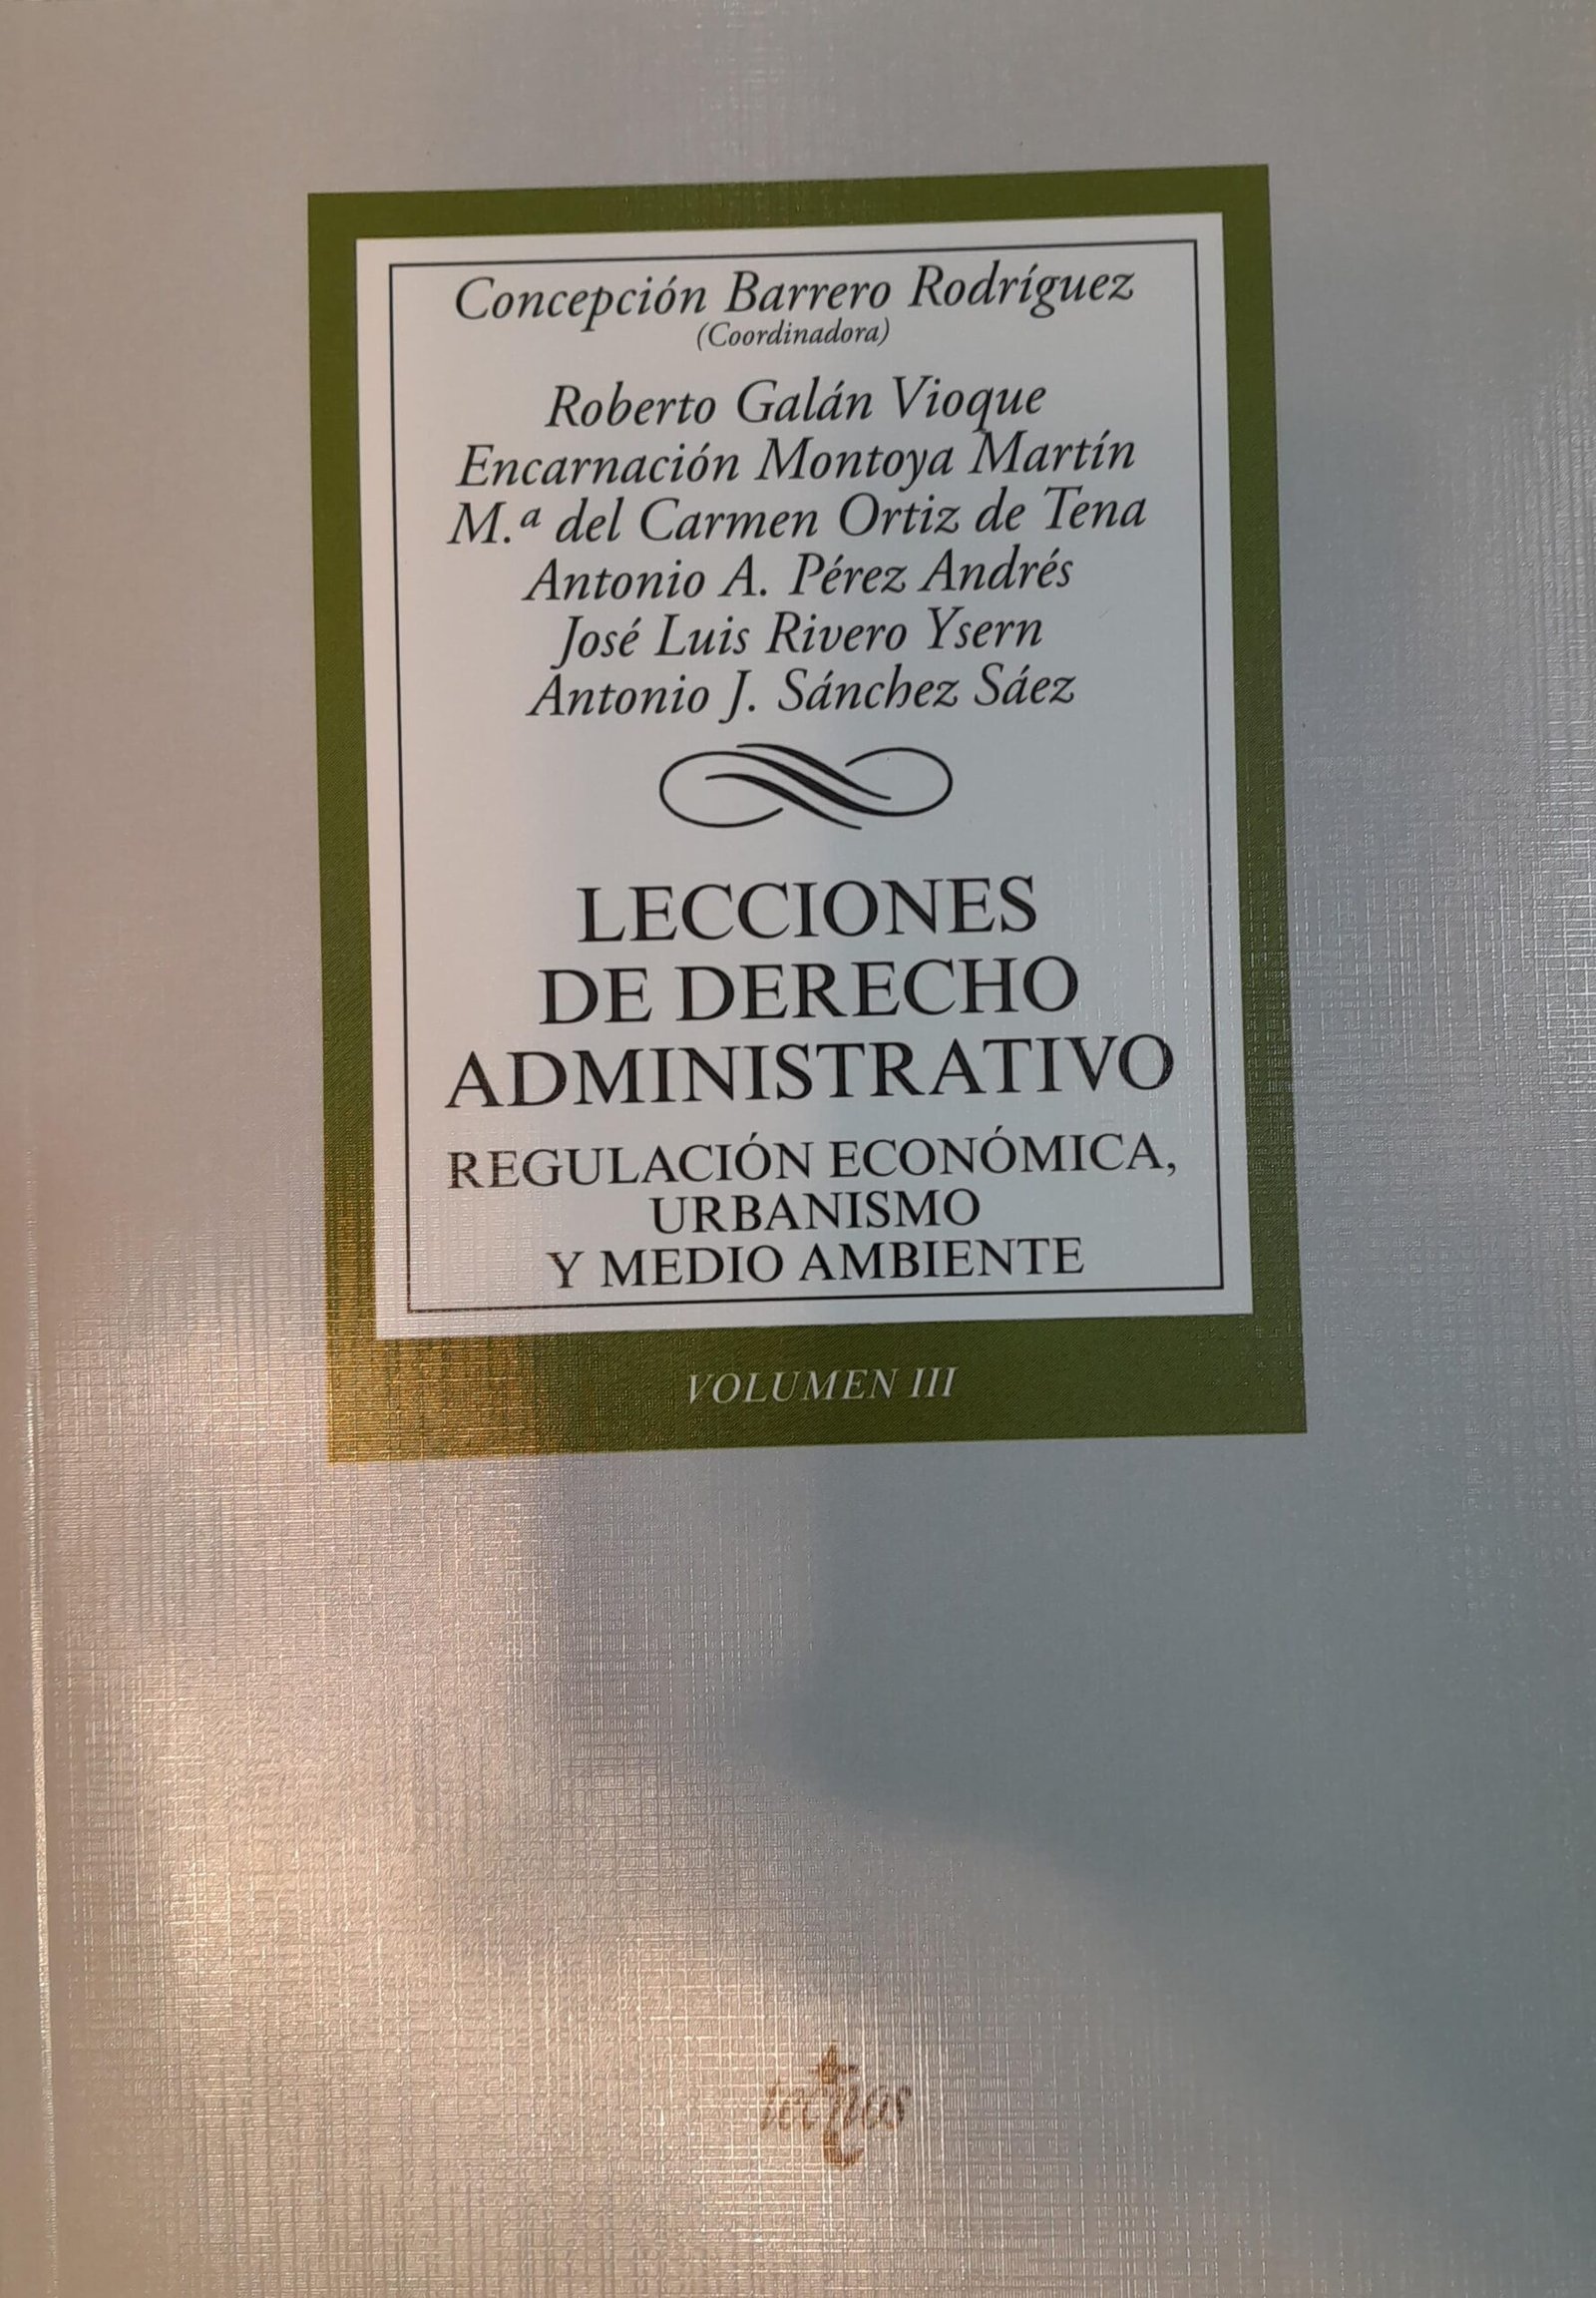 Concepción Barrero Rodríguez
(Coordinadora)
Roberto Galán Vioque
Encarnación Montoya Martín
M.ª del Carmen Ortiz de Tena
Antonio A. Pérez Andrés
José Luis Rivero Ysern
Antonio J. Sánchez Sáez
LECCIONES
DE DERECHO
ADMINISTRATIVO
REGULACIÓN ECONÓMICA,
URBANISMO
Y MEDIO AMBIENTE
VOLUMEN III
tecnos